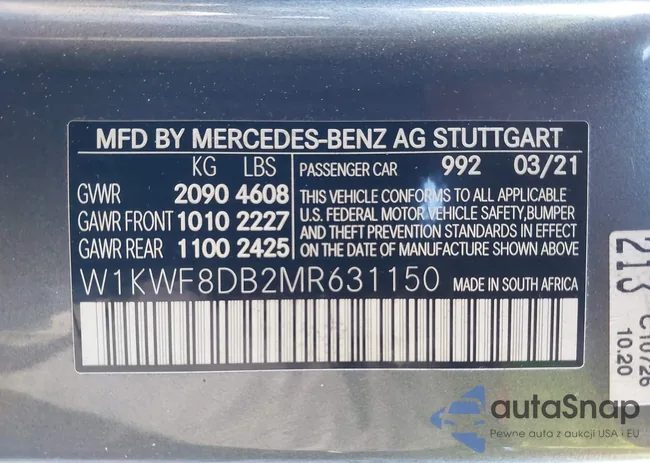 MFD BY MERCEDES-BENZ AG STUTTGART
KG LBS
GVWR 2090 4608
GAWR FRONT 1010 2227
GAWR REAR 1100 2425
PASSENGER CAR 992 03/21
THIS VEHICLE CONFORMS TO ALL APPLICABLE
U.S. FEDERAL MOTOR VEHICLE SAFETY, BUMPER
AND THEFT PREVENTION STANDARDS IN EFFECT
ON THE DATE OF MANUFACTURE SHOWN ABOVE.
W1KWF8DB2MR631150 MADE IN SOUTH AFRICA
213 C10/26
10.20
autaSnap
Pewne auta z aukcji USA i EU